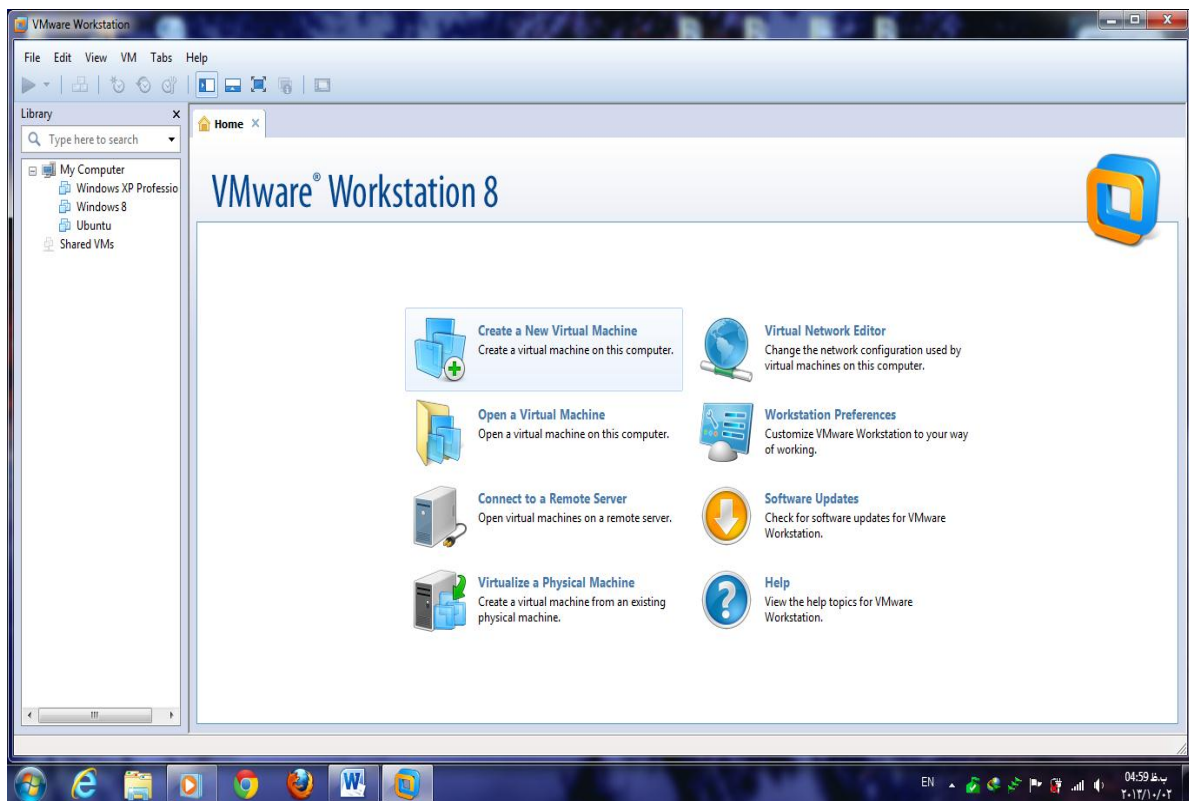 VMware Workstation
File Edit View VM Tabs Help
Library
Type here to search
My Computer
Windows XP Professio
Windows 8
Ubuntu
Shared VMs
Home
VMware® Workstation 8
Create a New Virtual Machine
Create a virtual machine on this computer.
Open a Virtual Machine
Open a virtual machine on this computer.
Connect to a Remote Server
Open virtual machines on a remote server.
Virtualize a Physical Machine
Create a virtual machine from an existing
physical machine.
Virtual Network Editor
Change the network configuration used by
virtual machines on this computer.
Workstation Preferences
Customize VMware Workstation to your way
of working.
Software Updates
Check for software updates for VMware
Workstation.
Help
View the help topics for VMware
Workstation.
EN
04:59 ب.ظ
٢٠١٣/١٠/٠٢